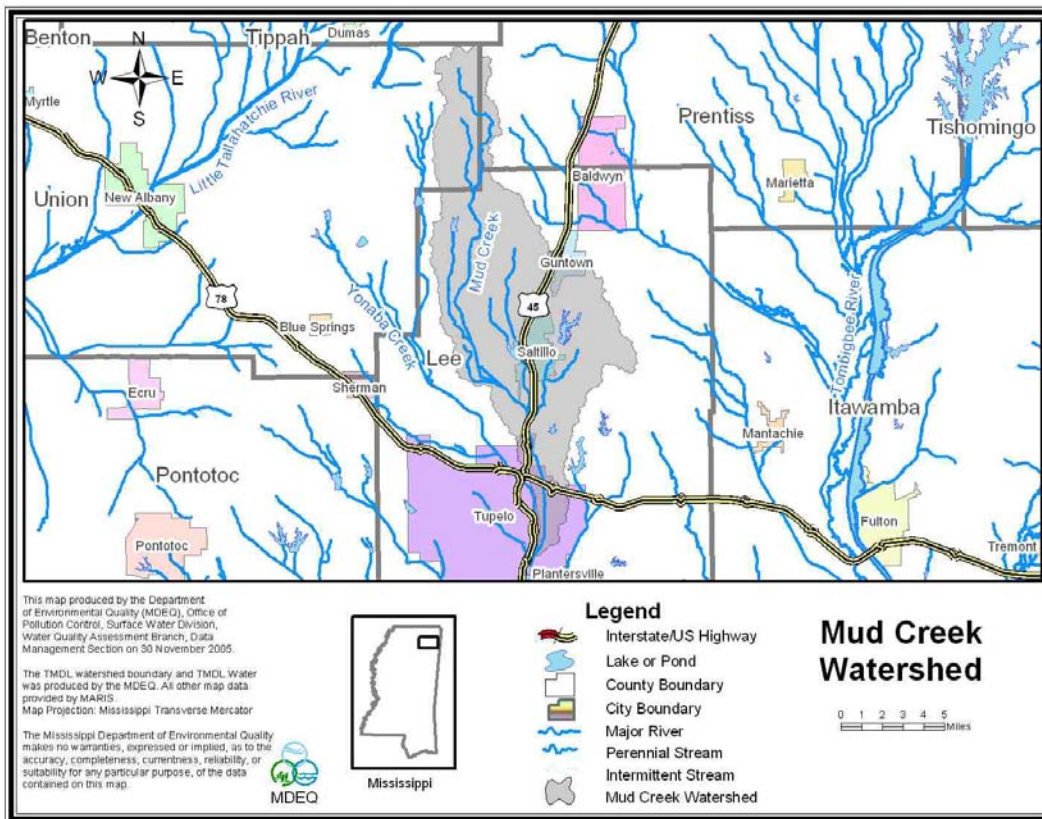 Benton
Tippah
Dumas
N
W E
S
Myrtle
Little Tallahatchie River
Prentiss
Tishomingo
Union
New Albany
Baldwyn
Marietta
Mud Creek
Guntown
78
Yonaba Creek
45
Tombigbee River
Blue Springs
Lee
Saltillo
Sherman
Ecru
Itawamba
Mantachie
Pontotoc
Tupelo
Fulton
Pontotoc
Tremont
Plantersville
This map produced by the Department
of Environmental Quality (MDEQ), Office of
Pollution Control, Surface Water Division,
Water Quality Assessment Branch, Data
Management Section on 30 November 2005.
The TMDL watershed boundary and TMDL Water
was produced by the MDEQ. All other map data
provided by MARIS.
Map Projection: Mississippi Transverse Mercator
The Mississippi Department of Environmental Quality
makes no warranties, expressed or implied, as to the
accuracy, completeness, currentness, reliability, or
suitability for any particular purpose, of the data
contained on this map.
MDEQ
Mississippi
Legend
Interstate/US Highway
Lake or Pond
County Boundary
City Boundary
Major River
Perennial Stream
Intermittent Stream
Mud Creek Watershed
Mud Creek
Watershed
0 1 2 3 4 5
Miles